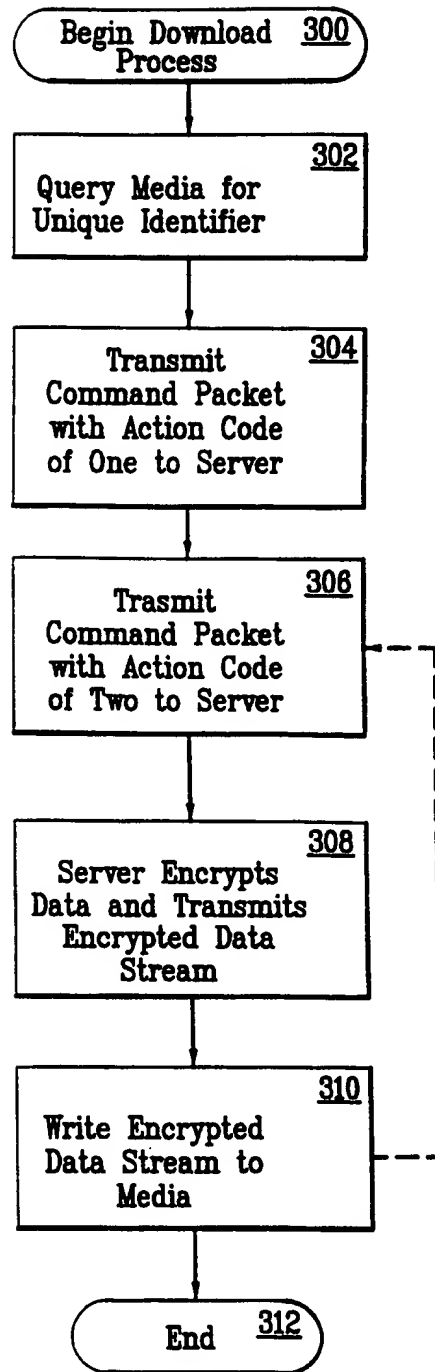 Begin Download 300
Process
302
Query Media for
Unique Identifier
304
Transmit
Command Packet
with Action Code
of One to Server
306
Trasmit
Command Packet
with Action Code
of Two to Server
308
Server Encrypts
Data and Transmits
Encrypted Data
Stream
310
Write Encrypted
Data Stream to
Media
End 312